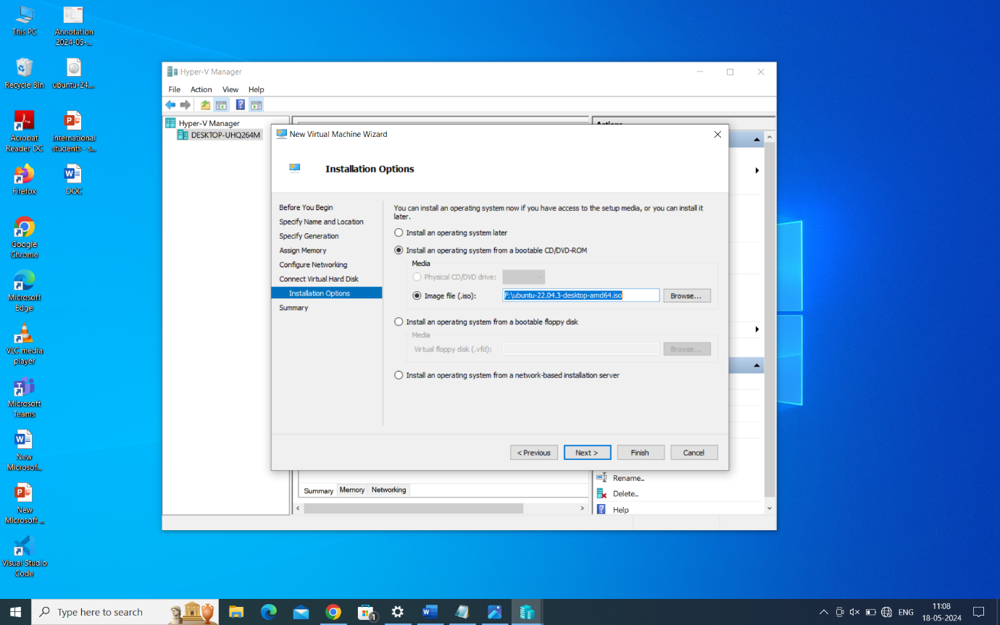 This PC
Annotation
2024-05-...
Recycle Bin
ubuntu-24....
Acrobat
Reader DC
international
students - s...
Firefox
DOC
Google
Chrome
Microsoft
Edge
VLC media
player
Microsoft
Teams
New
Microsof...
New
Microsoft ...
Visual Studio
Code
Hyper-V Manager
File Action View Help
Hyper-V Manager
DESKTOP-UHQ264M
New Virtual Machine Wizard
Installation Options
Before You Begin
Specify Name and Location
Specify Generation
Assign Memory
Configure Networking
Connect Virtual Hard Disk
Installation Options
Summary
You can install an operating system now if you have access to the setup media, or you can install it
later.
Install an operating system later
Install an operating system from a bootable CD/DVD-ROM
Media
Physical CD/DVD drive:
Image file (.iso): F:\ubuntu-22.04.3-desktop-amd64.iso Browse...
Install an operating system from a bootable floppy disk
Media
Virtual floppy disk (.vfd): Browse...
Install an operating system from a network-based installation server
< Previous Next > Finish Cancel
Summary Memory Networking
Actions
Rename...
Delete...
Help
Type here to search
1
ENG
11:08
18-05-2024